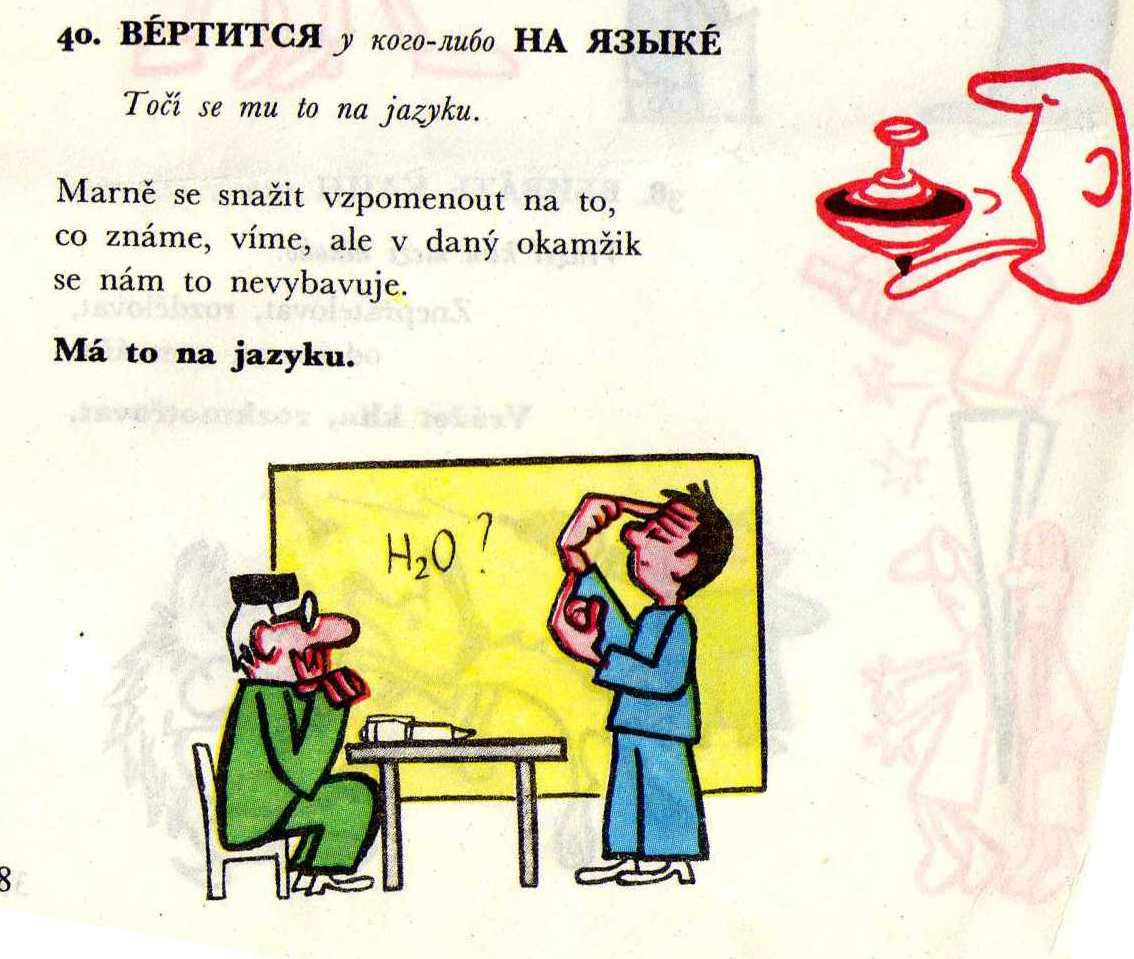 40. ВЕ́РТИТСЯ у кого-либо НА ЯЗЫКЕ́
Točí se mu to na jazyku.
Marně se snažit vzpomenout na to,
co známe, víme, ale v daný okamžik
se nám to nevybavuje.
Má to na jazyku.
H₂O ?
8